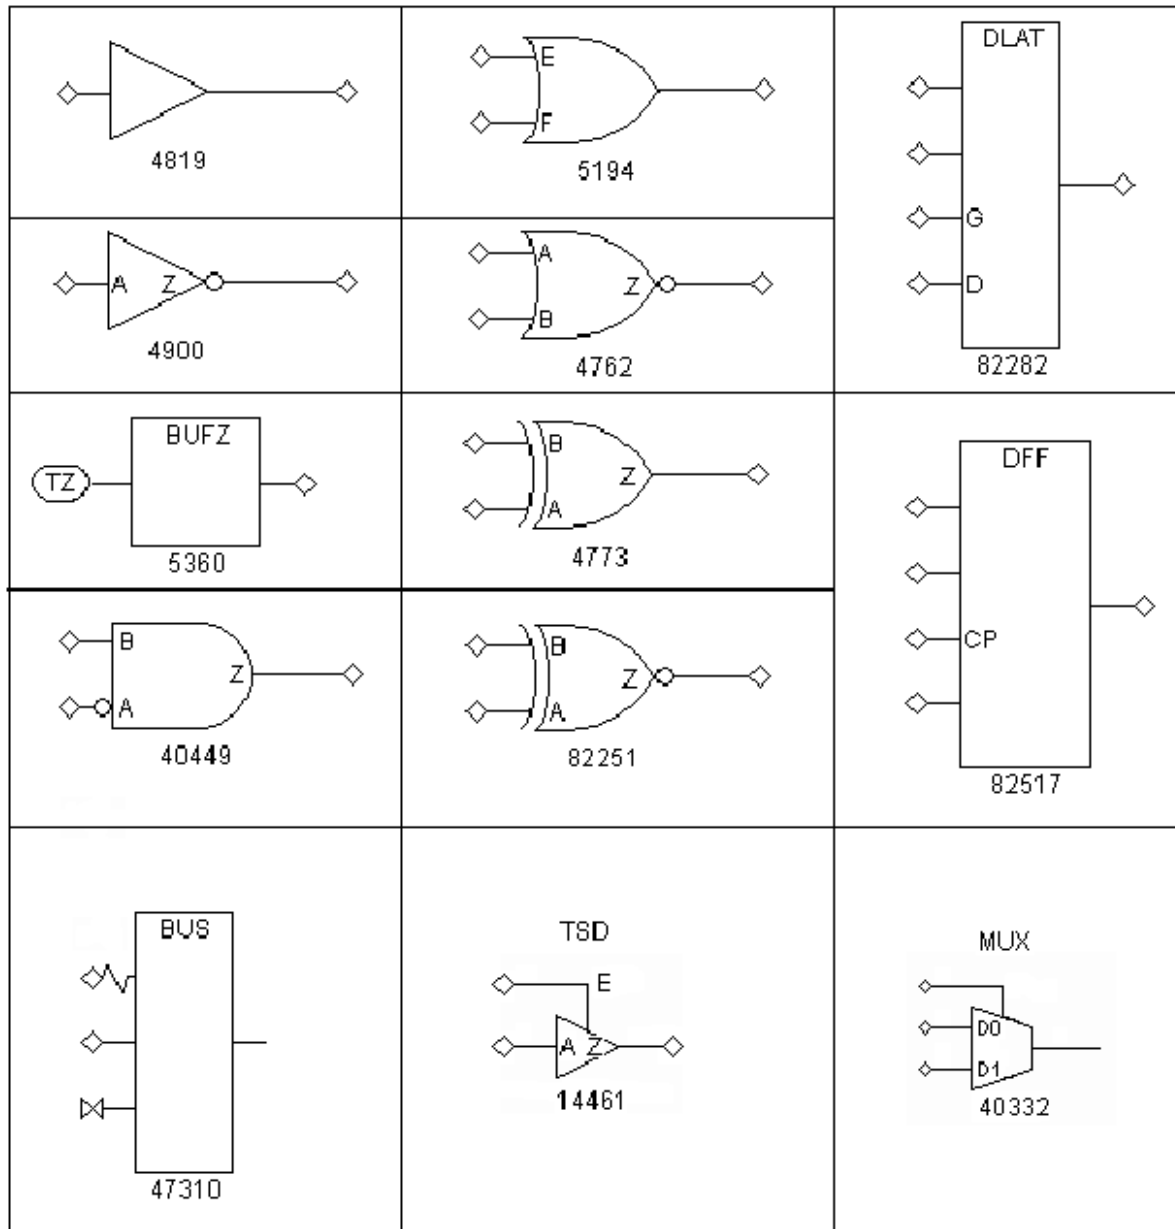 4819
E
F
5194
DLAT
G
D
82282
A Z
4900
A
Z
B
4762
BUFZ
TZ
5360
B
Z
A
4773
DFF
CP
82517
B
Z
A
40449
B
Z
A
82251
BUS
47310
TSD
E
A Z
14461
MUX
D0
D1
40332